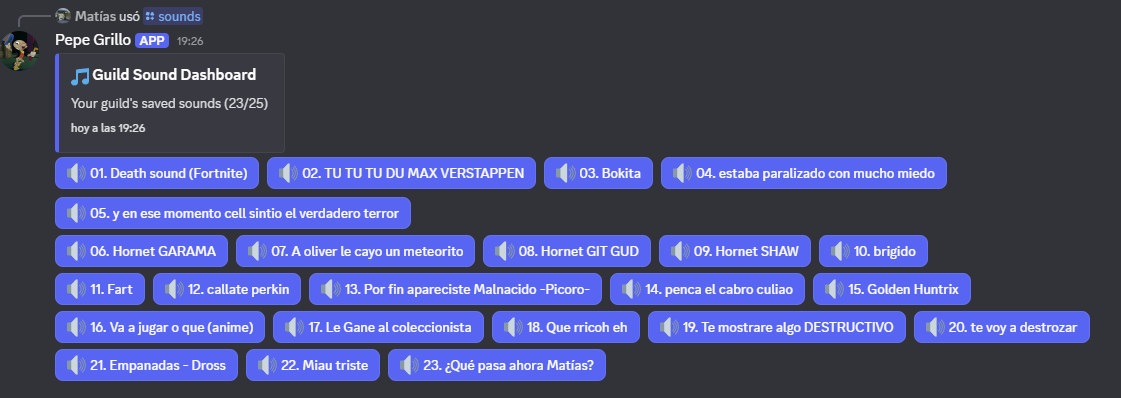 Matías usó sounds
Pepe Grillo APP 19:26
Guild Sound Dashboard
Your guild's saved sounds (23/25)
hoy a las 19:26
01. Death sound (Fortnite) 02. TU TU TU DU MAX VERSTAPPEN 03. Bokita 04. estaba paralizado con mucho miedo
05. y en ese momento cell sintio el verdadero terror
06. Hornet GARAMA 07. A oliver le cayo un meteorito 08. Hornet GIT GUD 09. Hornet SHAW 10. brigido
11. Fart 12. callate perkin 13. Por fin apareciste Malnacido -Picoro- 14. penca el cabro culiao 15. Golden Huntrix
16. Va a jugar o que (anime) 17. Le Gane al coleccionista 18. Que rricoh eh 19. Te mostrare algo DESTRUCTIVO 20. te voy a destrozar
21. Empanadas - Dross 22. Miau triste 23. ¿Qué pasa ahora Matías?